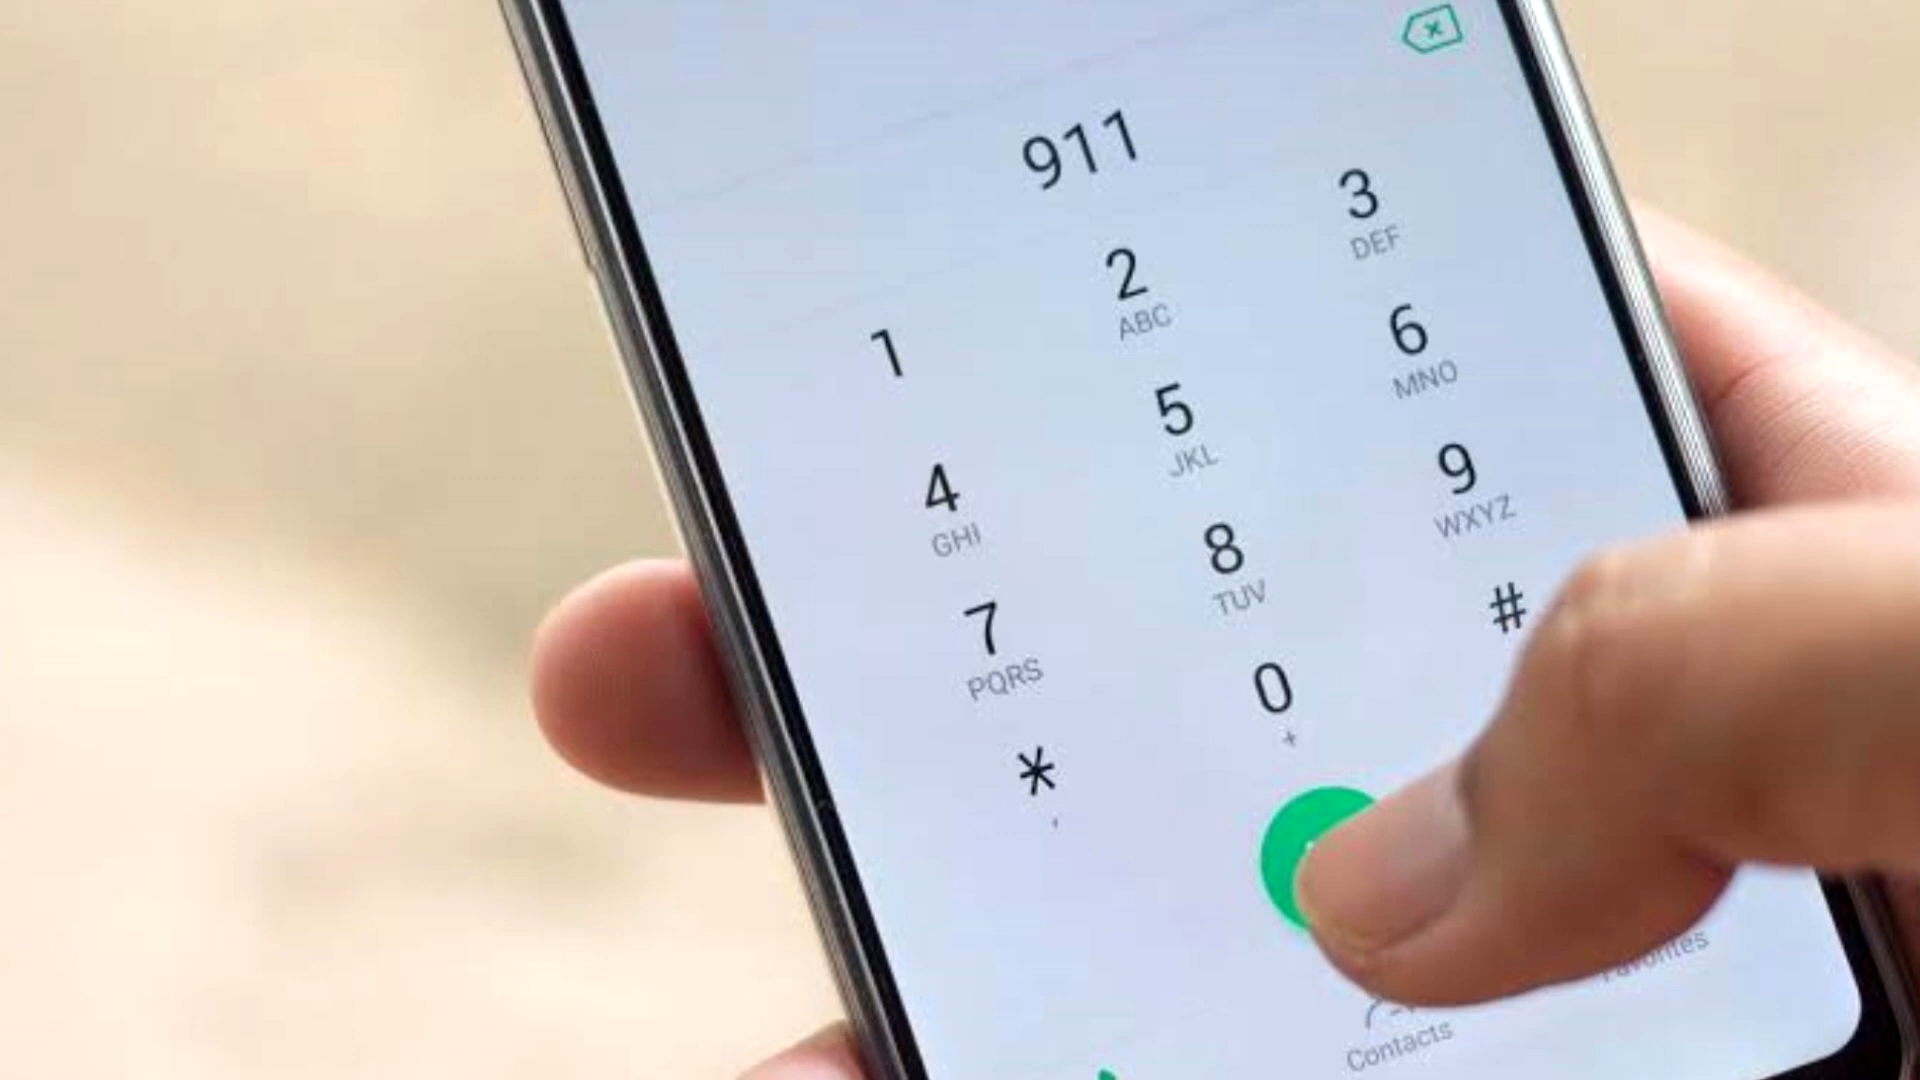 911
1
2
ABC
3
DEF
4
GHI
5
JKL
6
MNO
7
PQRS
8
TUV
9
WXYZ
*
,
0
+
#
Contacts
Favorites